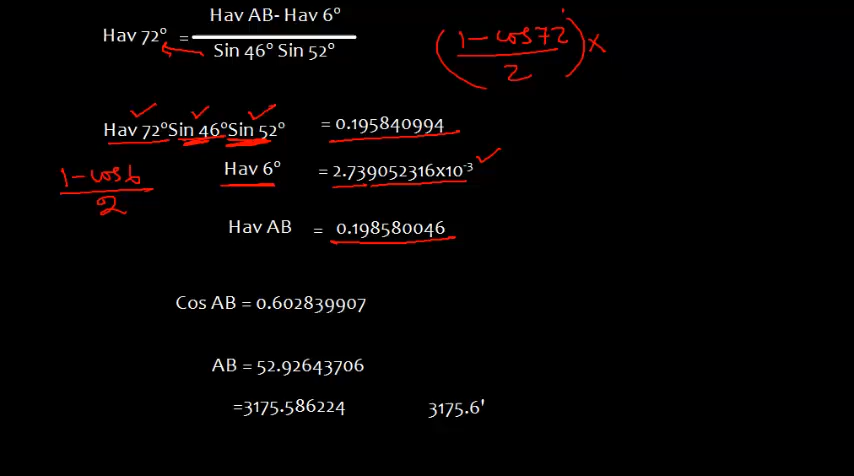 Hav 72° = Hav AB- Hav 6°
Sin 46° Sin 52°
(1-cos72/2)×
Hav 72°Sin 46°Sin 52° = 0.195840994
Hav 6° = 2.739052316x10-3
1-cos6
2
Hav AB = 0.198580046
Cos AB = 0.602839907
AB = 52.92643706
=3175.586224 3175.6'